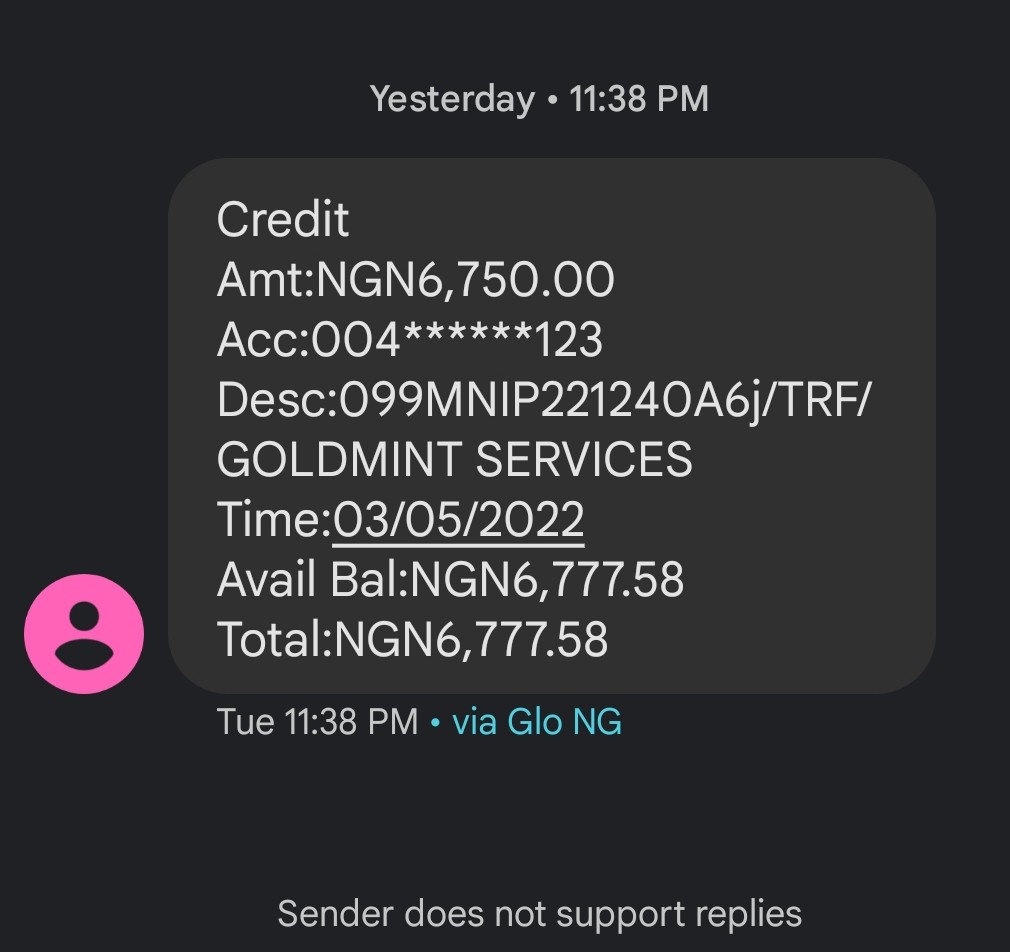 Yesterday • 11:38 PM
Credit
Amt:NGN6,750.00
Acc:004******123
Desc:099MNIP221240A6j/TRF/
GOLDMINT SERVICES
Time:03/05/2022
Avail Bal:NGN6,777.58
Total:NGN6,777.58
Tue 11:38 PM • via Glo NG
Sender does not support replies